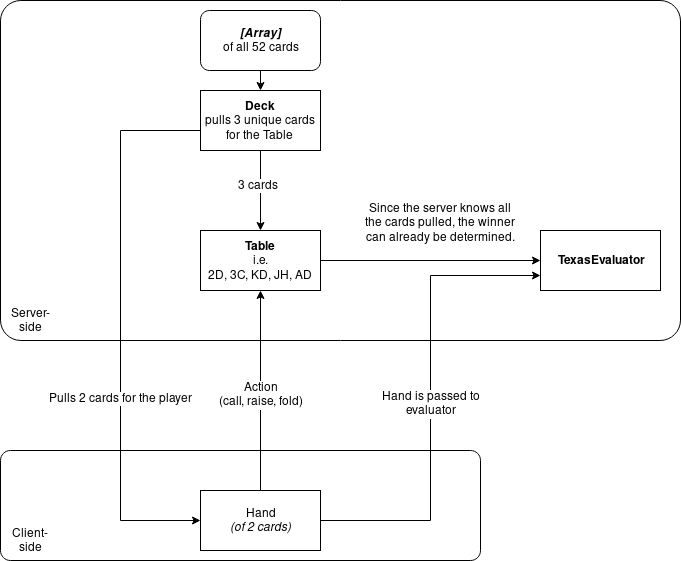 [Array]
of all 52 cards
Deck
pulls 3 unique cards
for the Table
3 cards
Since the server knows all
the cards pulled, the winner
can already be determined.
Table
i.e.
2D, 3C, KD, JH, AD
TexasEvaluator
Server-
side
Pulls 2 cards for the player
Action
(call, raise, fold)
Hand is passed to
evaluator
Hand
(of 2 cards)
Client-
side